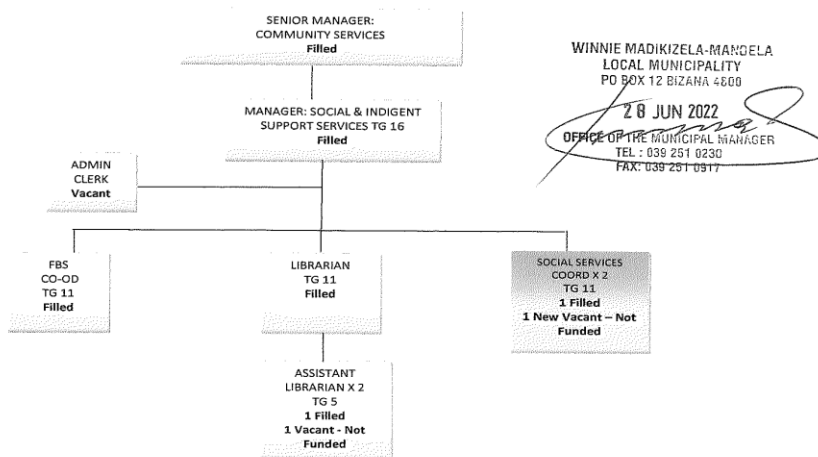 SENIOR MANAGER:
COMMUNITY SERVICES
Filled
WINNIE MADIKIZELA-MANDELA
LOCAL MUNICIPALITY
PO BOX 12 BIZANA 4800
28 JUN 2022
OFFICE OF THE MUNICIPAL MANAGER
TEL : 039 251 0230
FAX: 039 251 0917
MANAGER: SOCIAL & INDIGENT
SUPPORT SERVICES TG 16
Filled
ADMIN
CLERK
Vacant
FBS
CO-OD
TG 11
Filled
LIBRARIAN
TG 11
Filled
SOCIAL SERVICES
COORD X 2
TG 11
1 Filled
1 New Vacant – Not
Funded
ASSISTANT
LIBRARIAN X 2
TG 5
1 Filled
1 Vacant - Not
Funded